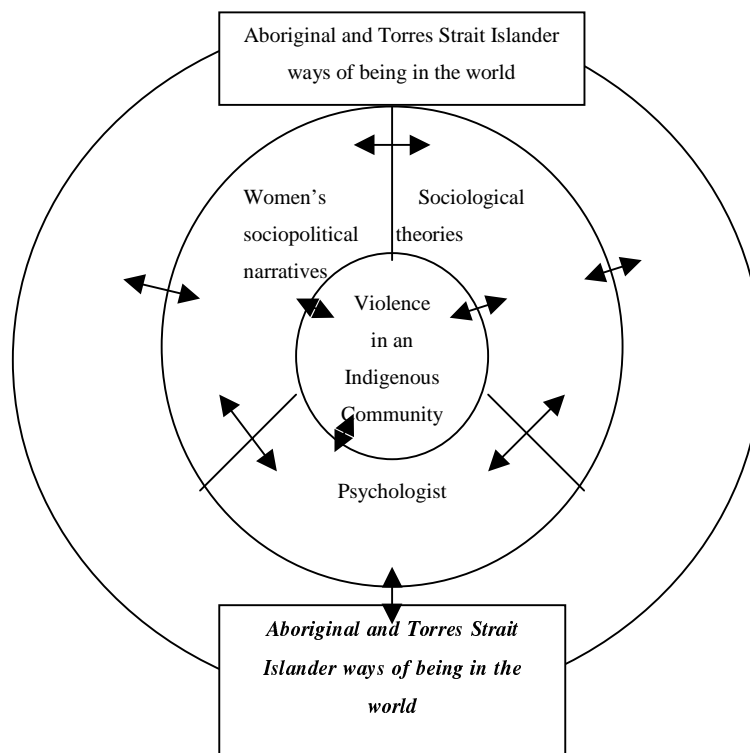 Aboriginal and Torres Strait Islander
ways of being in the world
Women’s
sociopolitical
narratives
Sociological
theories
Violence
in an
Indigenous
Community
Psychologist
Aboriginal and Torres Strait
Islander ways of being in the
world